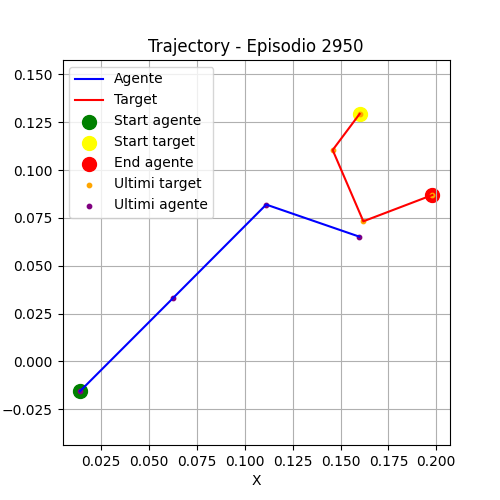 Trajectory - Episodio 2950
0.150
0.125
0.100
0.075
0.050
0.025
0.000
−0.025
Agente
Target
Start agente
Start target
End agente
Ultimi target
Ultimi agente
0.025 0.050 0.075 0.100 0.125 0.150 0.175 0.200
X